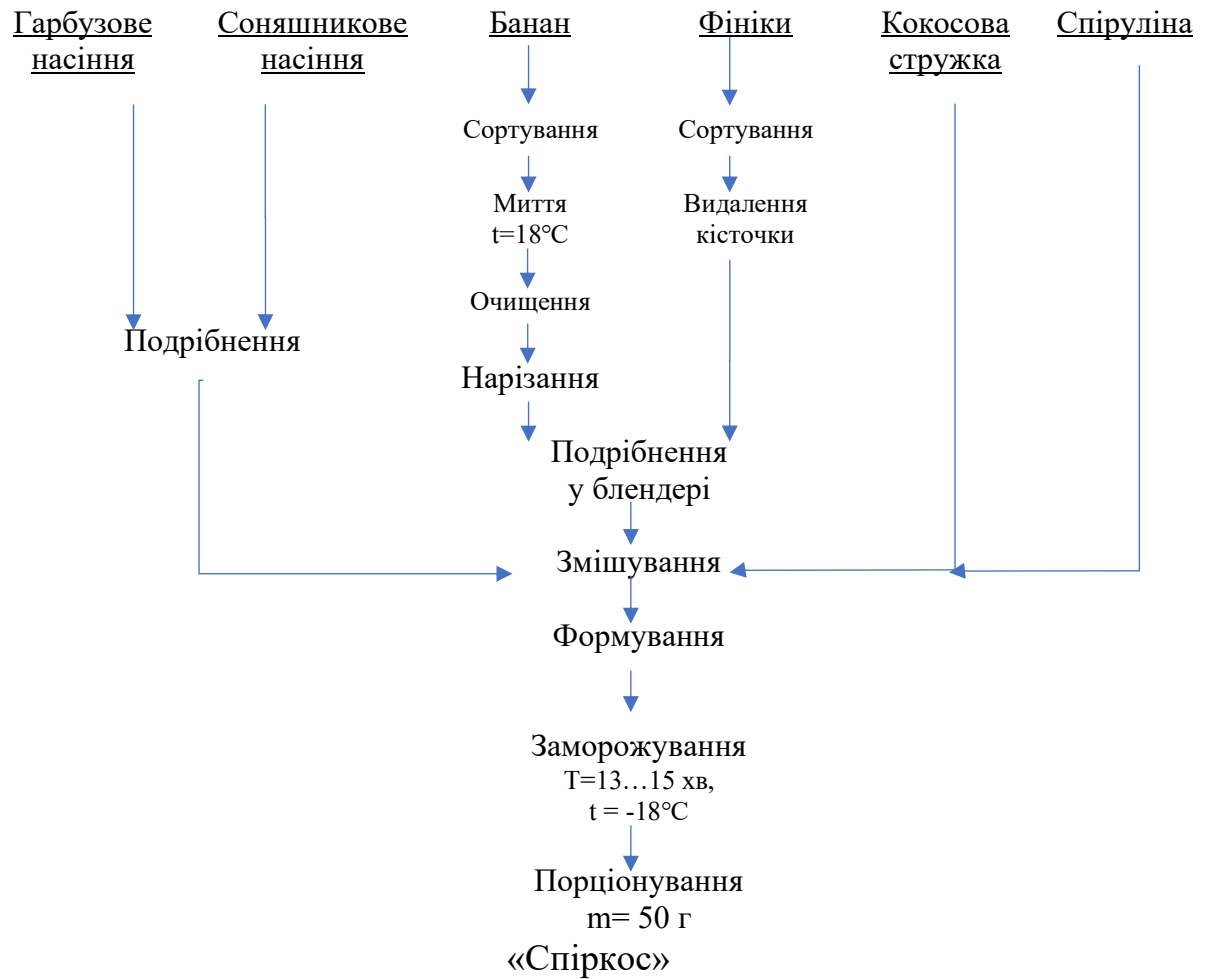 Гарбузове насіння
Соняшникове насіння
Банан
Фініки
Кокосова стружка
Спіруліна
Сортування
Сортування
Миття
t=18°С
Видалення
кісточки
Очищення
Подрібнення
Нарізання
Подрібнення
у блендері
Змішування
Формування
Заморожування
Т=13…15 хв,
t = -18°С
Порціонування
m= 50 г
«Спіркос»